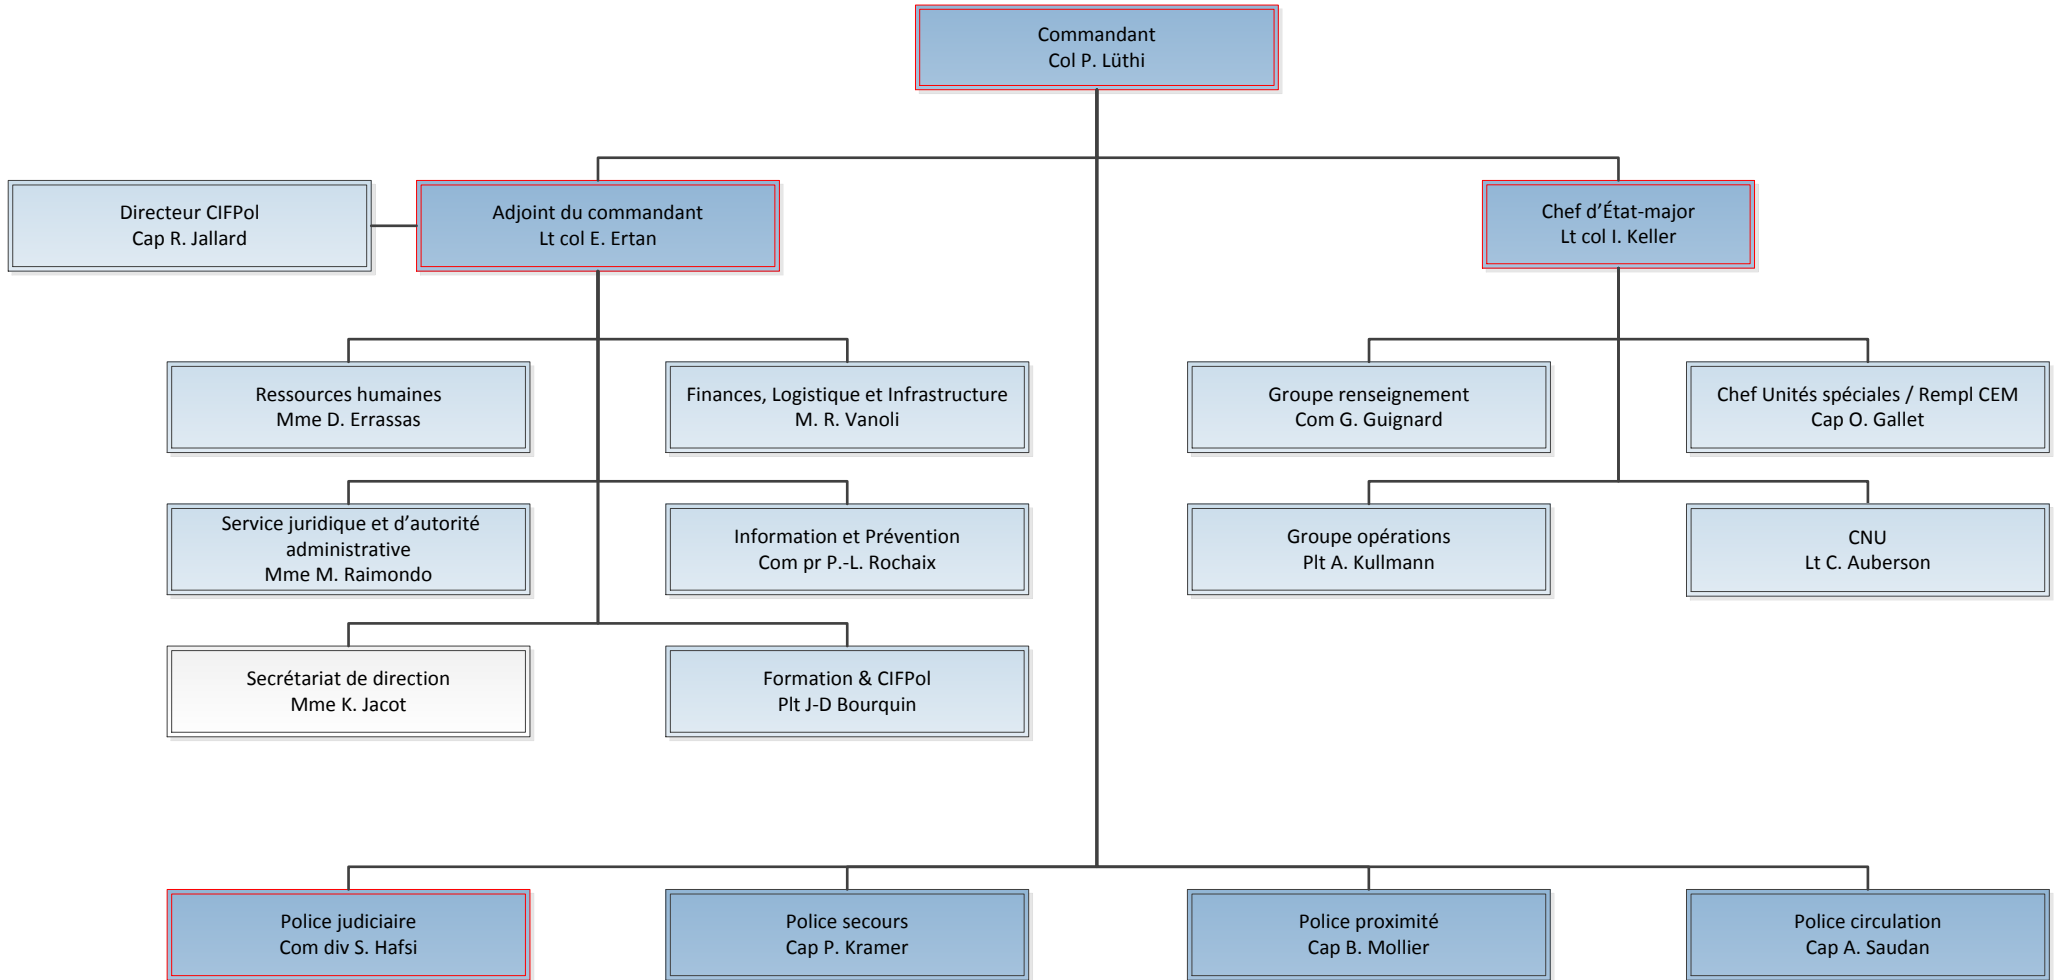 Commandant
Col P. Lüthi
Directeur CIFPol
Cap R. Jallard
Adjoint du commandant
Lt col E. Ertan
Chef d’État-major
Lt col I. Keller
Ressources humaines
Mme D. Errassas
Finances, Logistique et Infrastructure
M. R. Vanoli
Groupe renseignement
Com G. Guignard
Chef Unités spéciales / Rempl CEM
Cap O. Gallet
Service juridique et d’autorité
administrative
Mme M. Raimondo
Information et Prévention
Com pr P.-L. Rochaix
Groupe opérations
Plt A. Kullmann
CNU
Lt C. Auberson
Secrétariat de direction
Mme K. Jacot
Formation & CIFPol
Plt J-D Bourquin
Police judiciaire
Com div S. Hafsi
Police secours
Cap P. Kramer
Police proximité
Cap B. Mollier
Police circulation
Cap A. Saudan